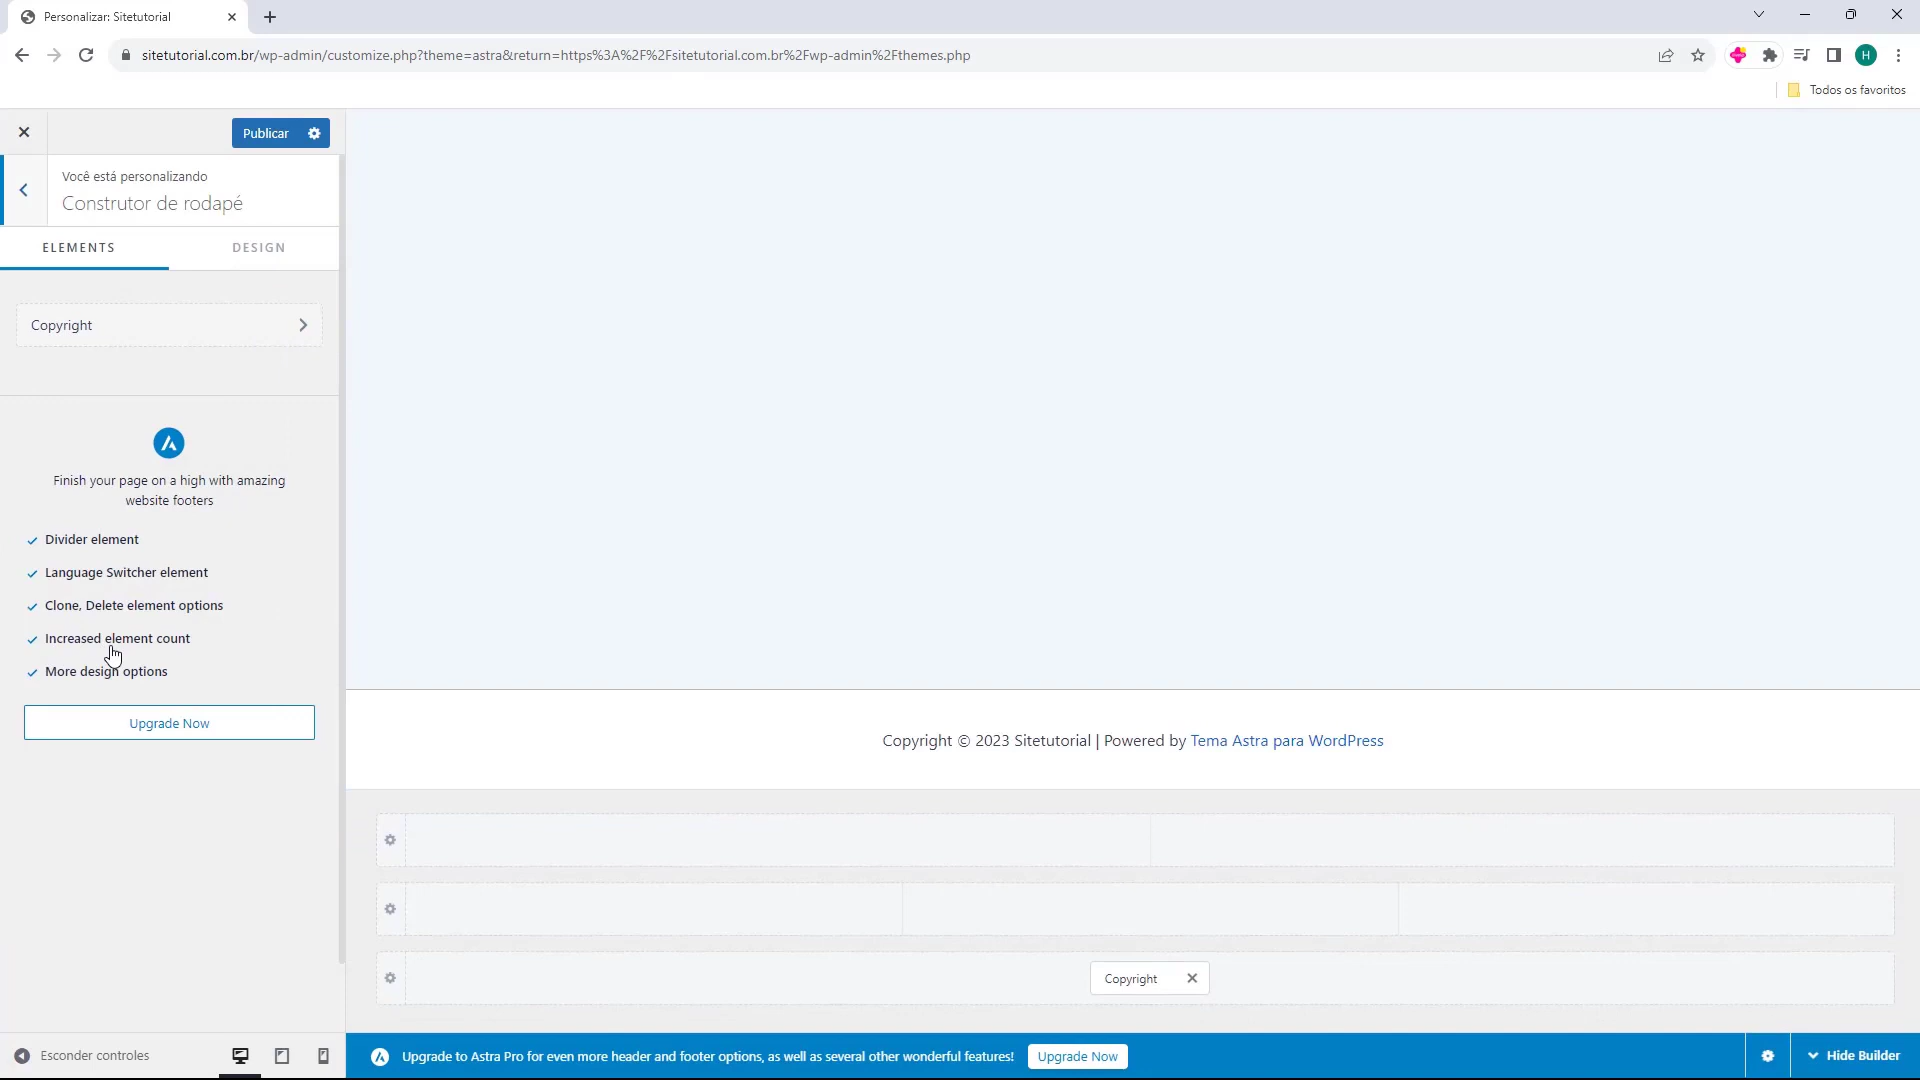 Personalizar: Sitetutorial
sitetutorial.com.br/wp-admin/customize.php?theme=astra&return=https%3A%2F%2Fsitetutorial.com.br%2Fwp-admin%2Fthemes.php
H
Todos os favoritos
Publicar
Você está personalizando
Construtor de rodapé
ELEMENTS
DESIGN
Copyright
Finish your page on a high with amazing
website footers
Divider element
Language Switcher element
Clone, Delete element options
Increased element count
More design options
Upgrade Now
Copyright © 2023 Sitetutorial | Powered by Tema Astra para WordPress
Copyright
Esconder controles
Upgrade to Astra Pro for even more header and footer options, as well as several other wonderful features!
Upgrade Now
Hide Builder